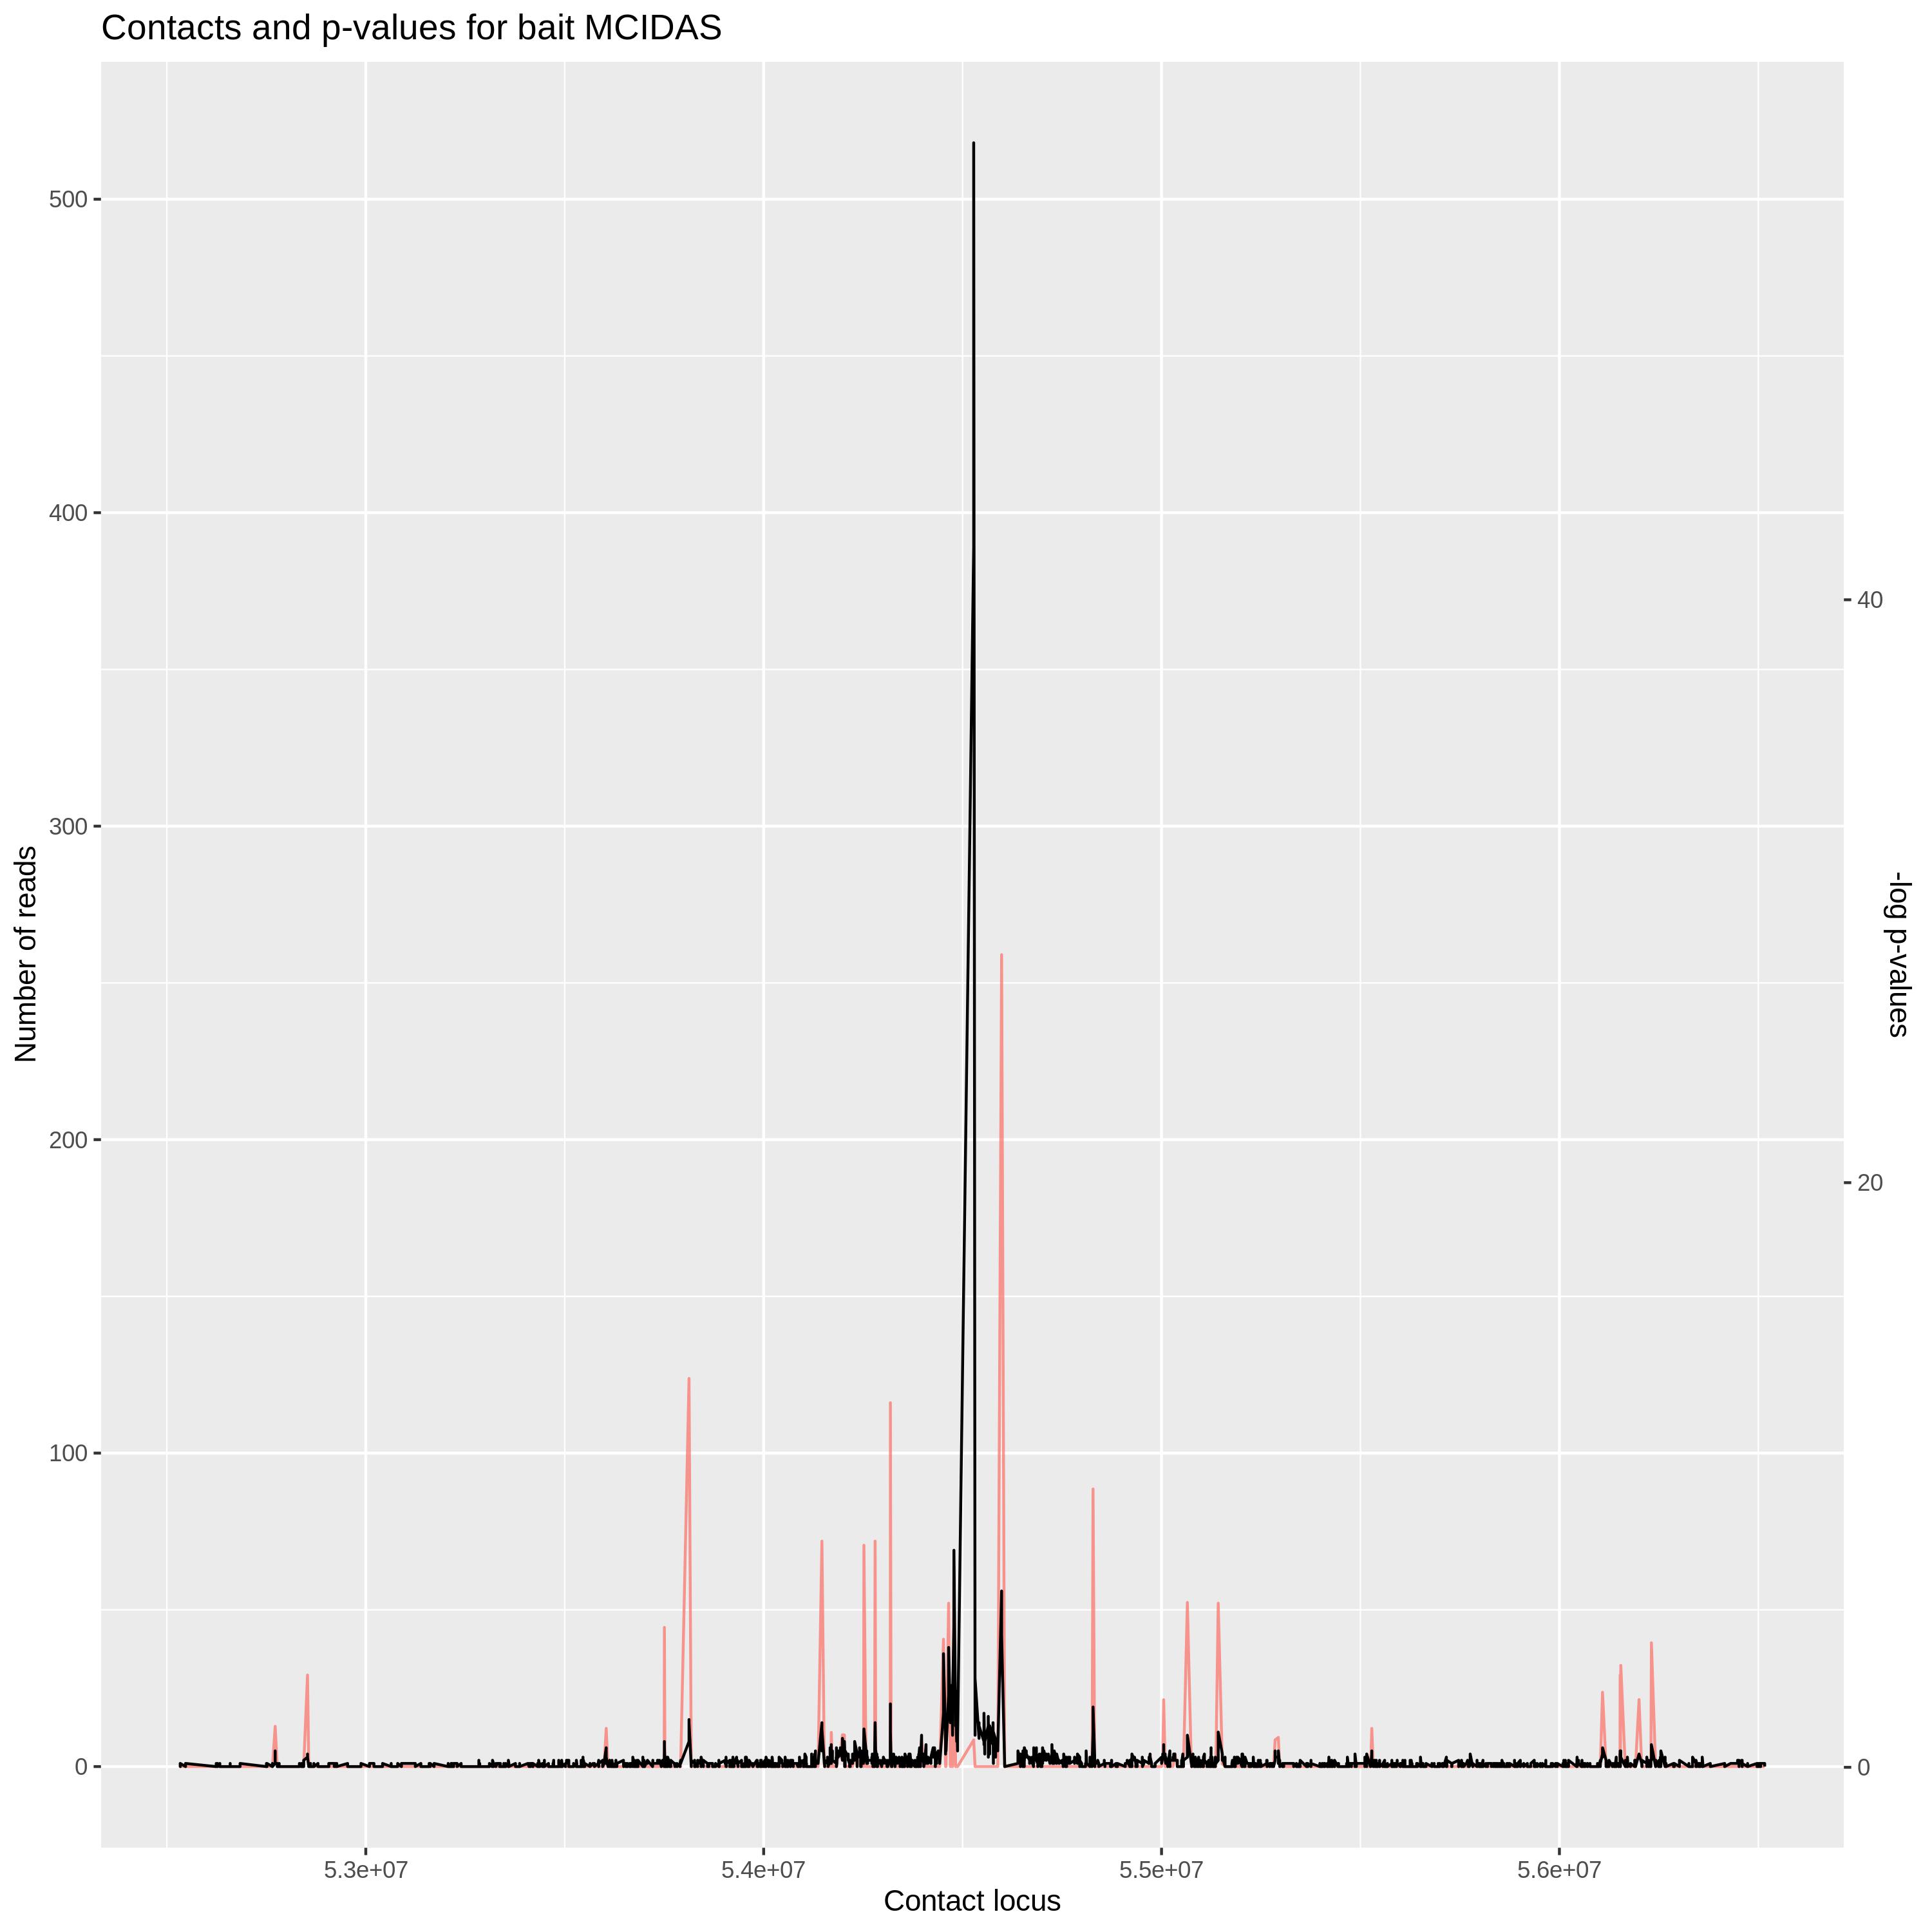 Contacts and p-values for bait MCIDAS
500
400
300
200
100
0
Number of reads
40
20
0
-log p-values
5.3e+07
5.4e+07
5.5e+07
5.6e+07
Contact locus